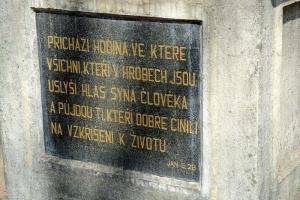 PŘICHÁZÍ HODINA, VE KTERÉ
VŠICHNI, KTEŘÍ V HROBECH JSOU
USLYŠÍ HLAS SYNA ČLOVĚKA
A PŮJDOU TI, KTEŘÍ DOBRÉ ČINILI
NA VZKŘÍŠENÍ K ŽIVOTU
JAN 5.28